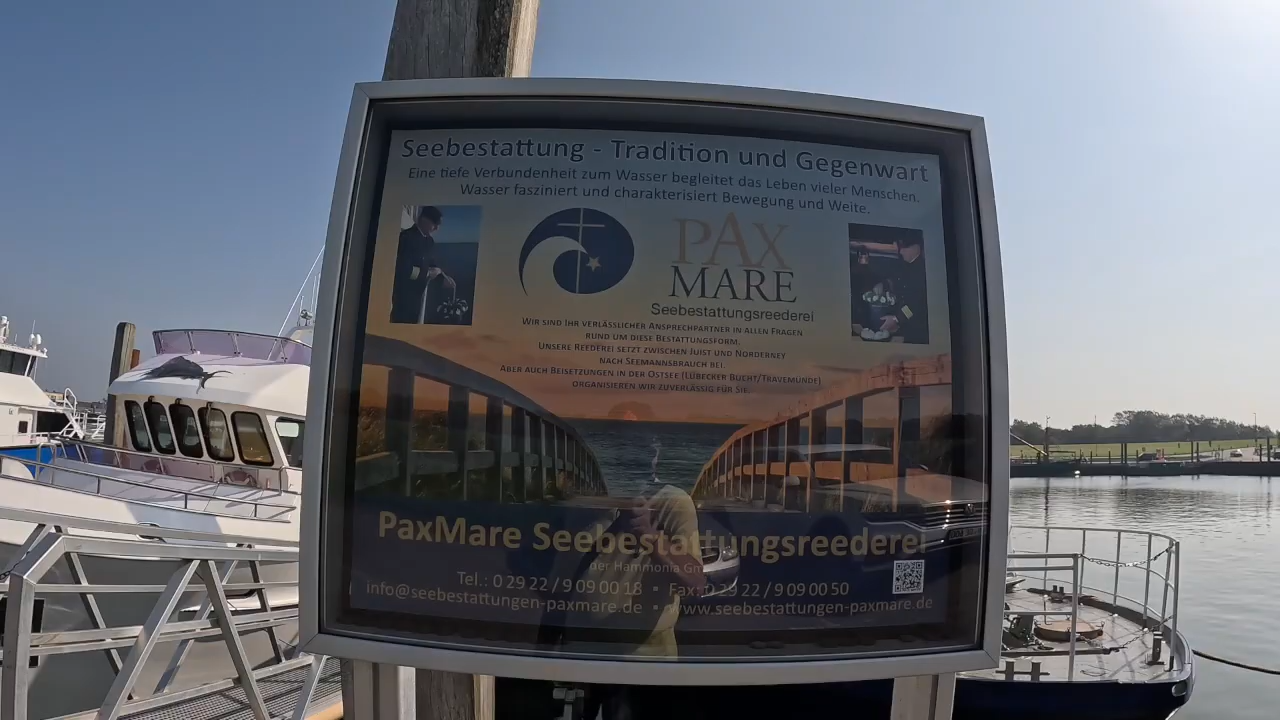 Seebestattung - Tradition und Gegenwart
Eine tiefe Verbundenheit zum Wasser begleitet das Leben vieler Menschen.
Wasser fasziniert und charakterisiert Bewegung und Weite.
PAX
MARE
Seebestattungsreederei
Wir sind Ihr verlässlicher Ansprechpartner in allen Fragen
rund um diese Bestattungsform.
Unsere Reederei setzt zwischen Juist und Norderney
nach Seemannsbrauch bei.
Aber auch Beisetzungen in der Ostsee (Lübecker Bucht/Travemünde)
organisieren wir zuverlässig für Sie.
PaxMare Seebestattungsreederei
der Hammonia
Tel.: 0 29 22 / 9 09 00 18 • Fax: 0 29 22 / 9 09 00 50
info@seebestattungen-paxmare.de • www.seebestattungen-paxmare.de